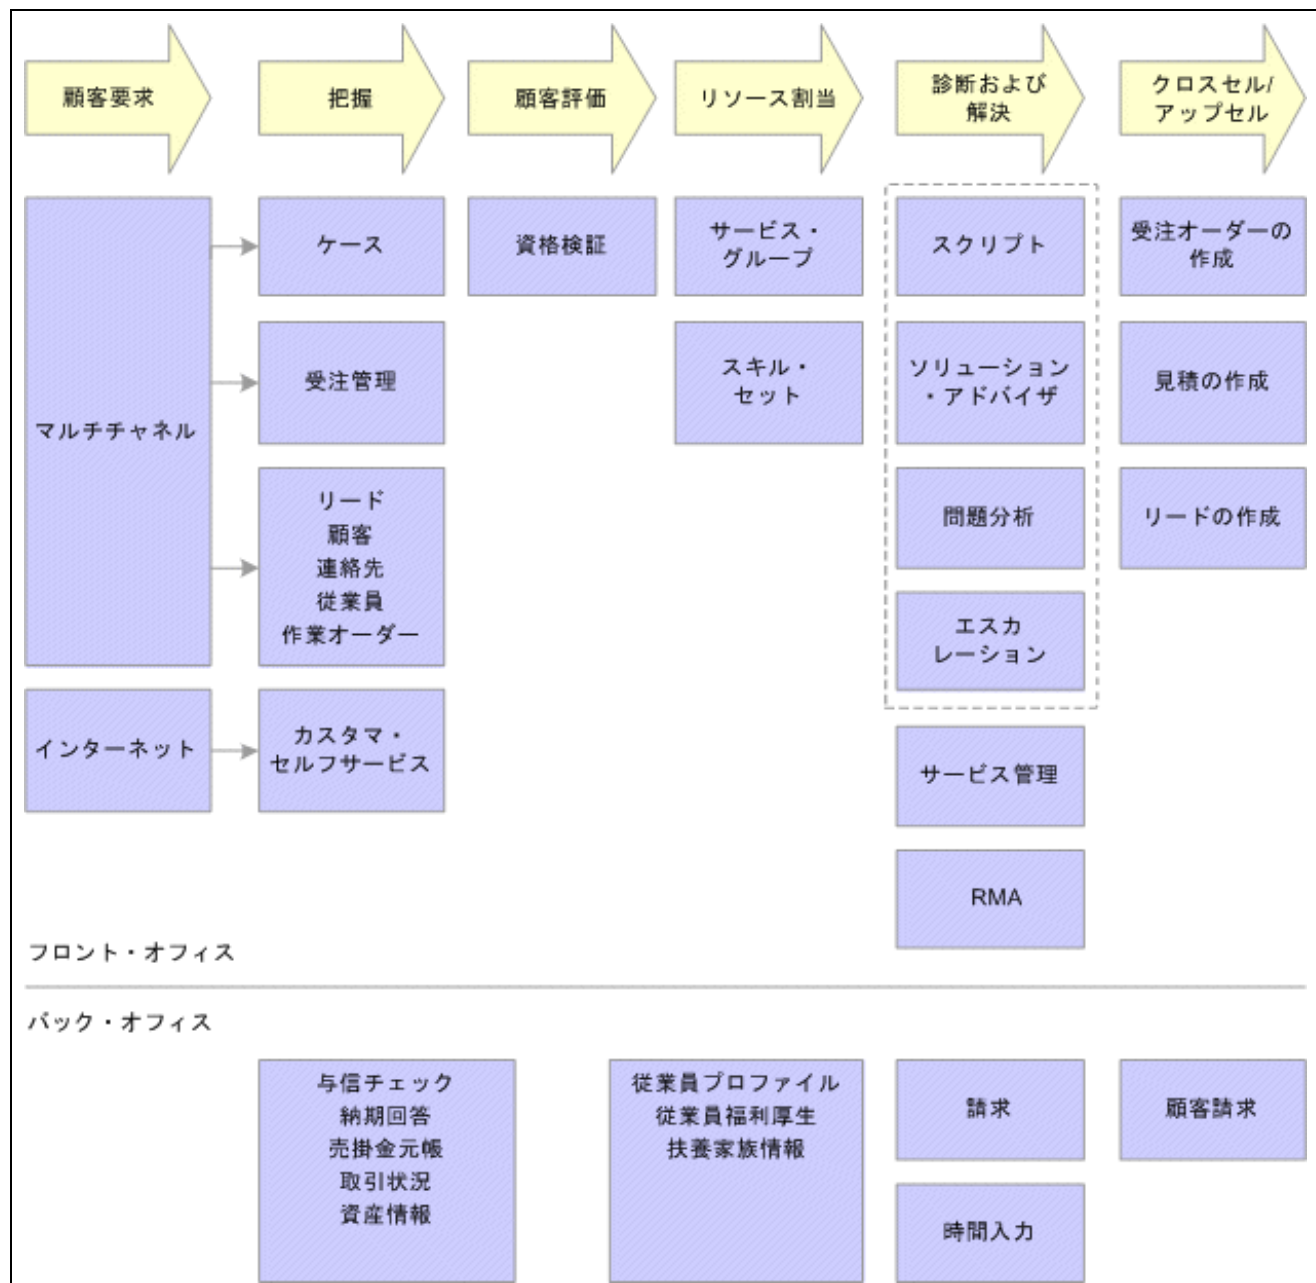 顧客要求
把握
顧客評価
リソース割当
診断および
解決
クロスセル/
アップセル
マルチチャネル
ケース
資格検証
サービス・
グループ
スクリプト
受注オーダーの
作成
受注管理
スキル・
セット
ソリューション
・アドバイザ
見積の作成
リード
顧客
連絡先
従業員
作業オーダー
問題分析
リードの作成
エスカ
レーション
インターネット
カスタマ・
セルフサービス
サービス管理
RMA
フロント・オフィス
バック・オフィス
与信チェック
納期回答
売掛金元帳
取引状況
資産情報
従業員プロファイル
従業員福利厚生
扶養家族情報
請求
顧客請求
時間入力